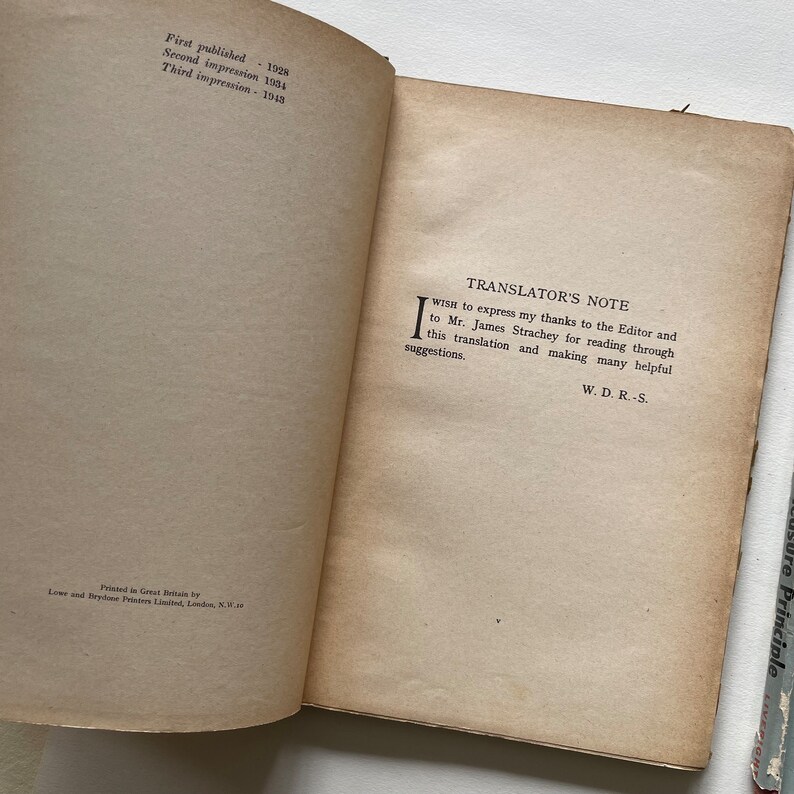 First published - 1928
Second impression 1934
Third impression - 1943
Printed in Great Britain by
Lowe and Brydone Printers Limited, London, N.W.10
TRANSLATOR'S NOTE
I WISH to express my thanks to the Editor and
to Mr. James Strachey for reading through
this translation and making many helpful
suggestions.
W. D. R.-S.
v
Principle